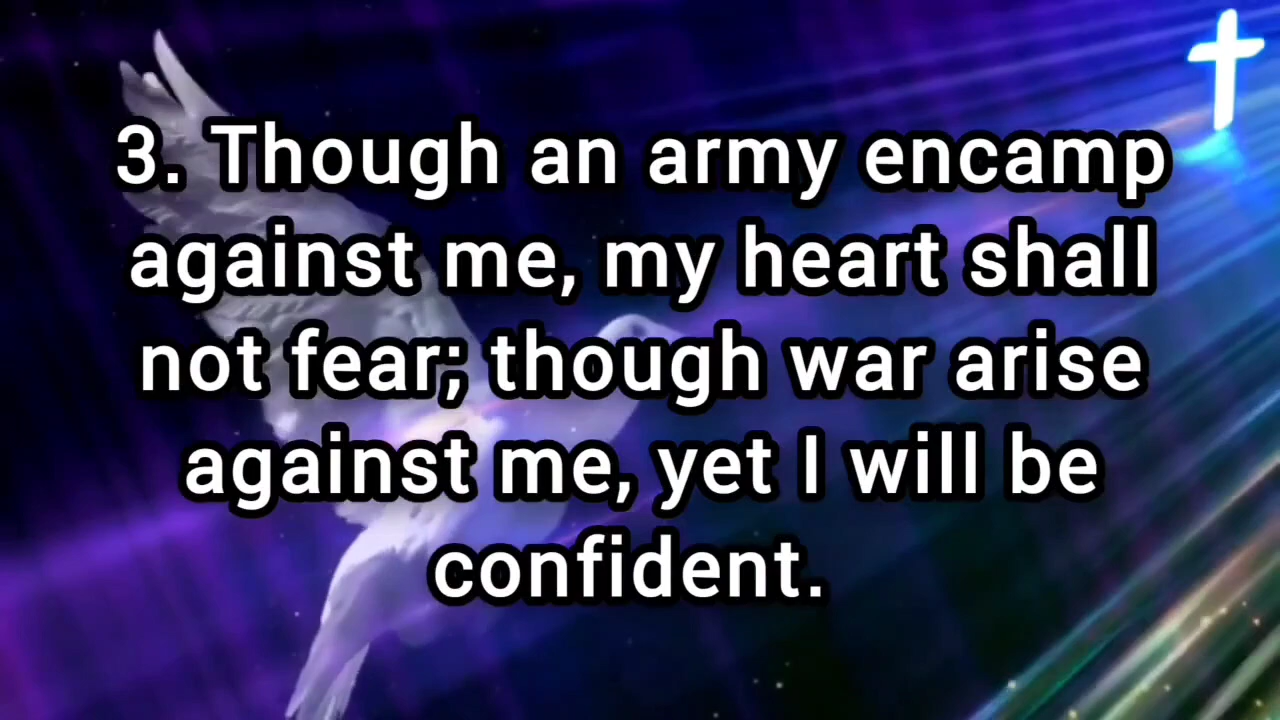 3. Though an army encamp
against me, my heart shall
not fear; though war arise
against me, yet I will be
confident.